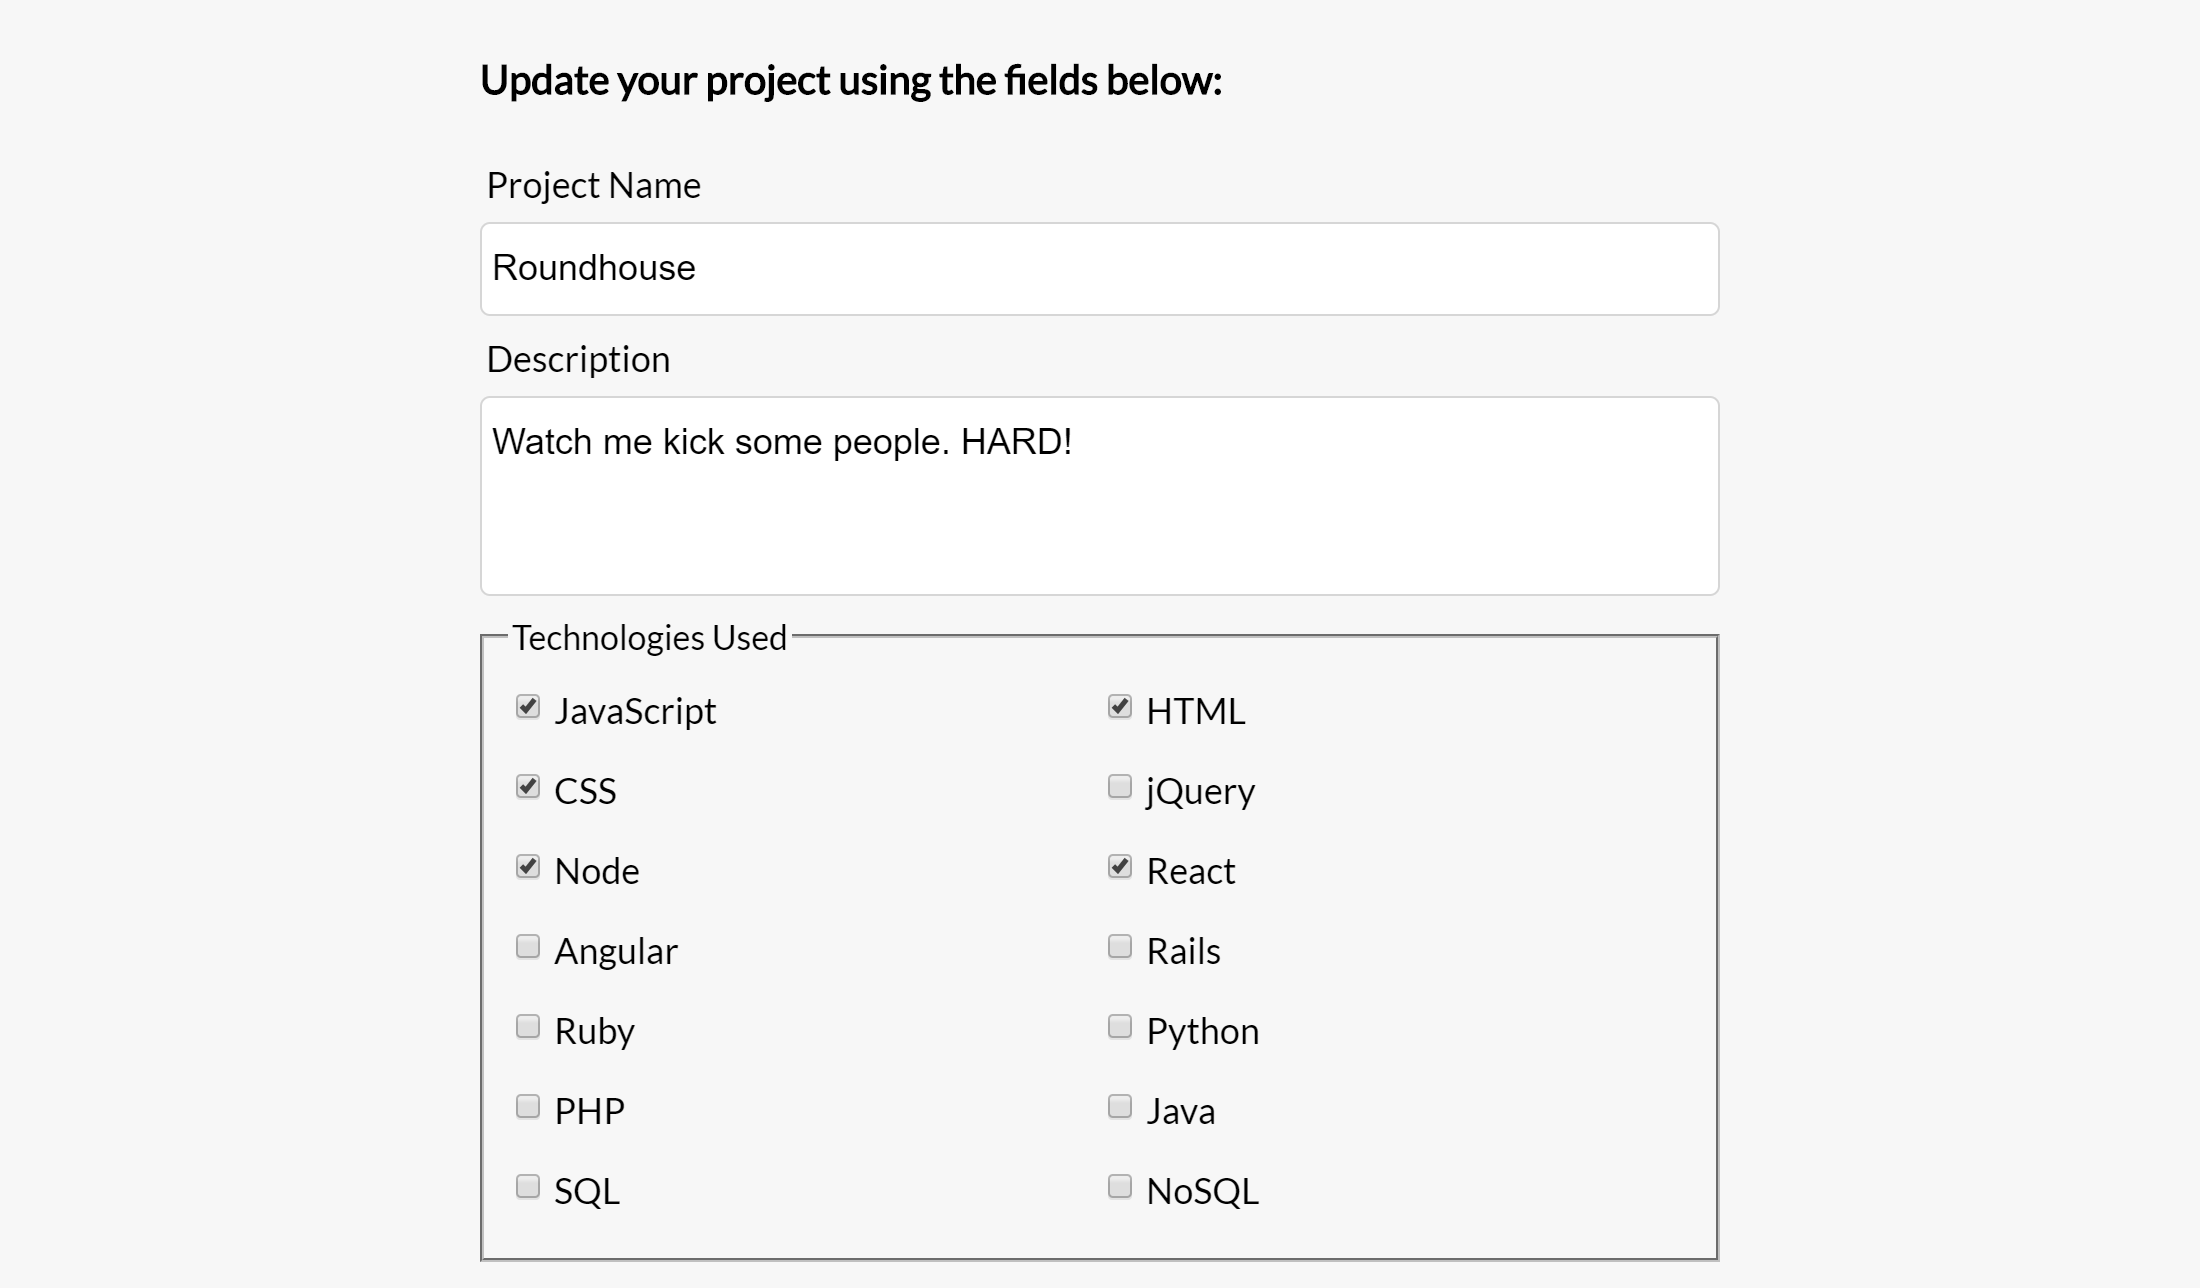 Update your project using the fields below:
Project Name
Roundhouse
Description
Watch me kick some people. HARD!
Technologies Used
JavaScript HTML
CSS jQuery
Node React
Angular Rails
Ruby Python
PHP Java
SQL NoSQL